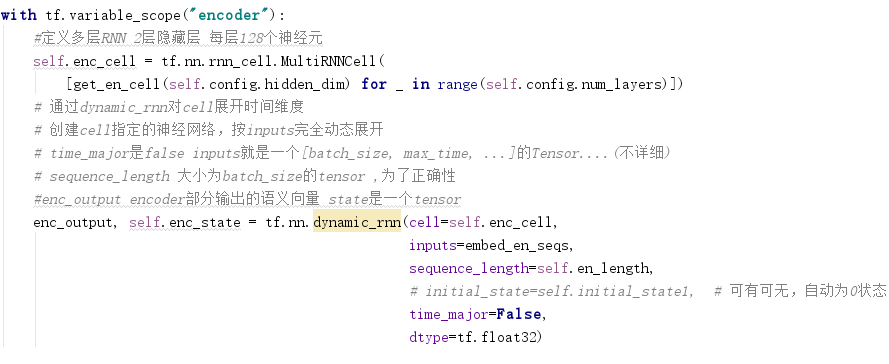 with tf.variable_scope("encoder"):
#定义多层RNN 2层隐藏层 每层128个神经元
self.enc_cell = tf.nn.rnn_cell.MultiRNNCell(
[get_en_cell(self.config.hidden_dim) for _ in range(self.config.num_layers)])
# 通过dynamic_rnn对cell展开时间维度
# 创建cell指定的神经网络，按inputs完全动态展开
# time_major是false inputs就是一个[batch_size, max_time, ...]的Tensor....(不详细)
# sequence_length 大小为batch_size的tensor ,为了正确性
#enc_output encoder部分输出的语义向量 state是一个tensor
enc_output, self.enc_state = tf.nn.dynamic_rnn(cell=self.enc_cell,
inputs=embed_en_seqs,
sequence_length=self.en_length,
# initial_state=self.initial_state1, # 可有可无，自动为0状态
time_major=False,
dtype=tf.float32)